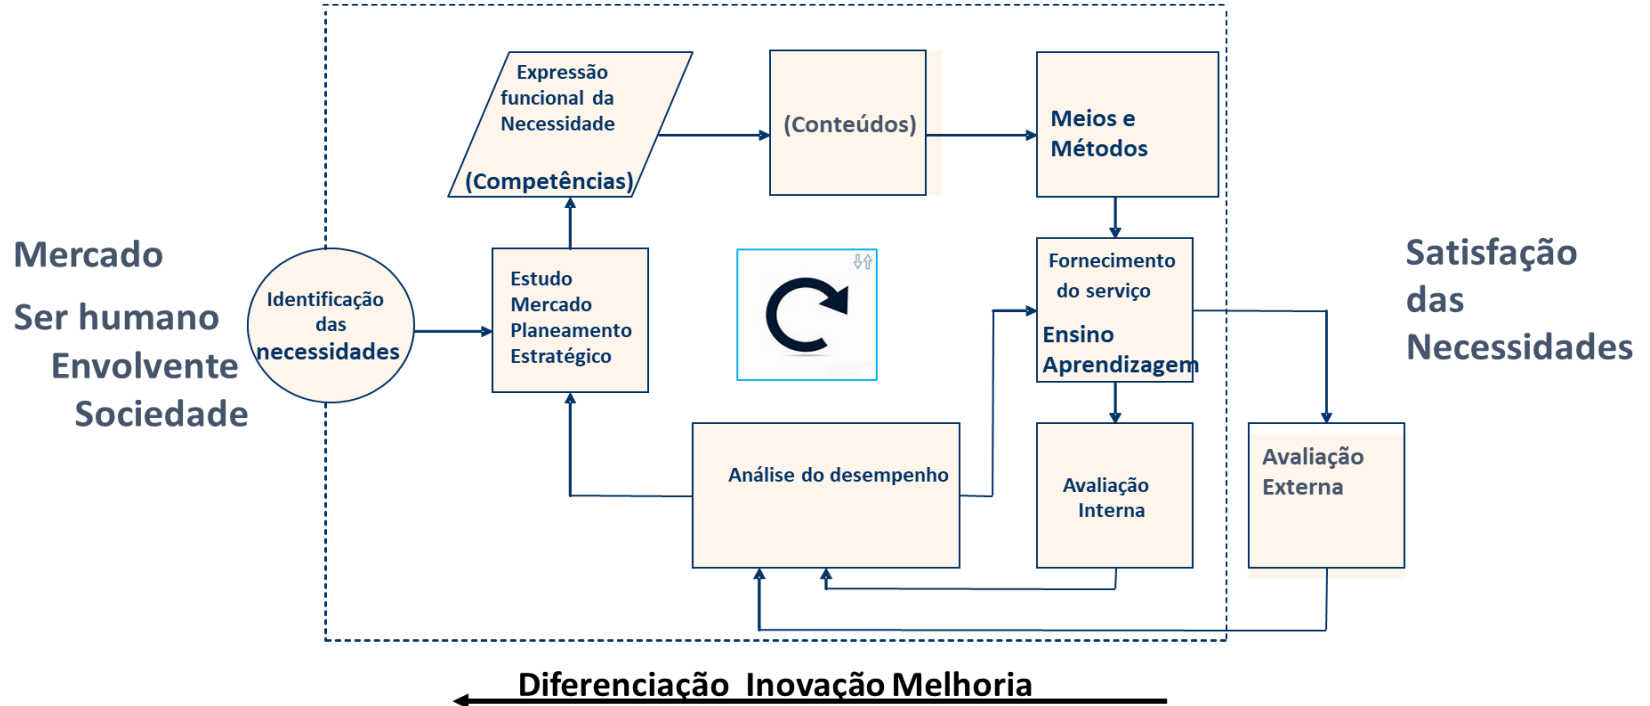 Expressão
funcional da
Necessidade
(Competências)
(Conteúdos)
Meios e
Métodos
Mercado
Ser humano
Envolvente
Sociedade
Identificação
das
necessidades
Estudo
Mercado
Planeamento
Estratégico
Fornecimento
do serviço
Ensino
Aprendizagem
Satisfação
das
Necessidades
Análise do desempenho
Avaliação
Interna
Avaliação
Externa
Diferenciação Inovação Melhoria